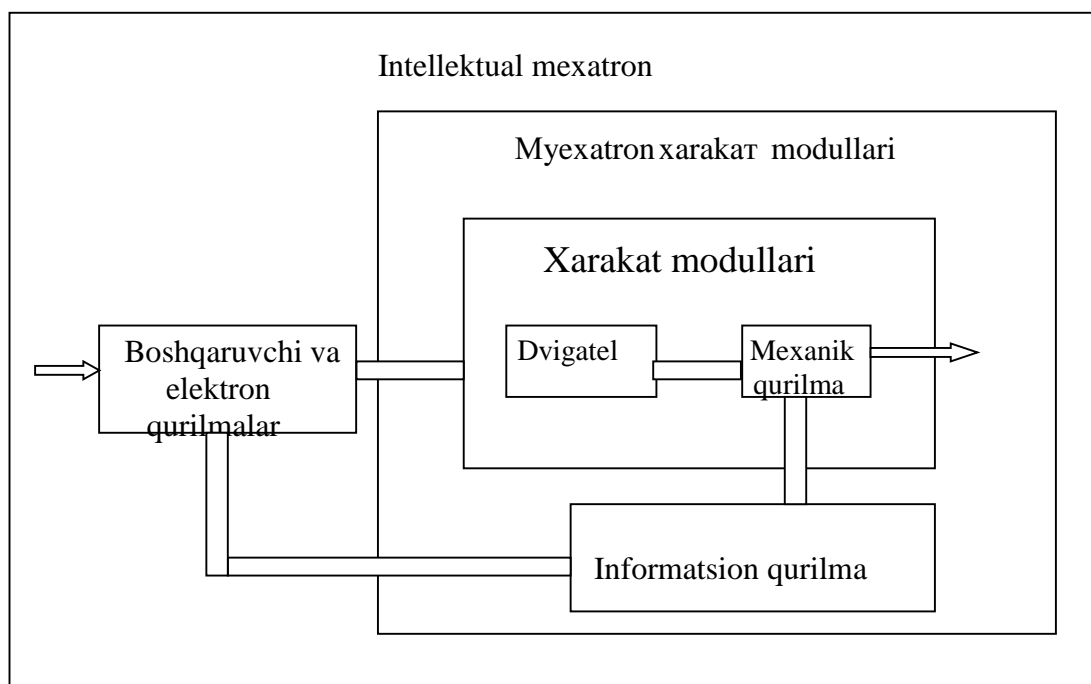 Intellektual mexatron
Myexatron xarakaт modullari
Xarakat modullari
Boshqaruvchi va
elektron
qurilmalar
Dvigatel
Mexanik
qurilma
Informatsion qurilma